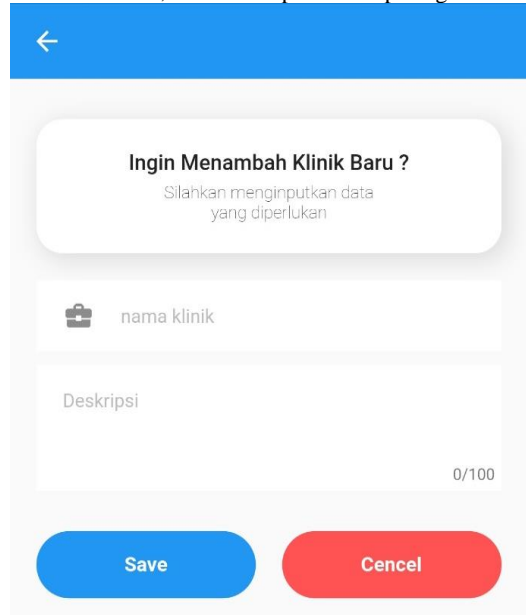 Ingin Menambah Klinik Baru ?
Silahkan menginputkan data
yang diperlukan
nama klinik
Deskripsi
0/100
Save
Cencel